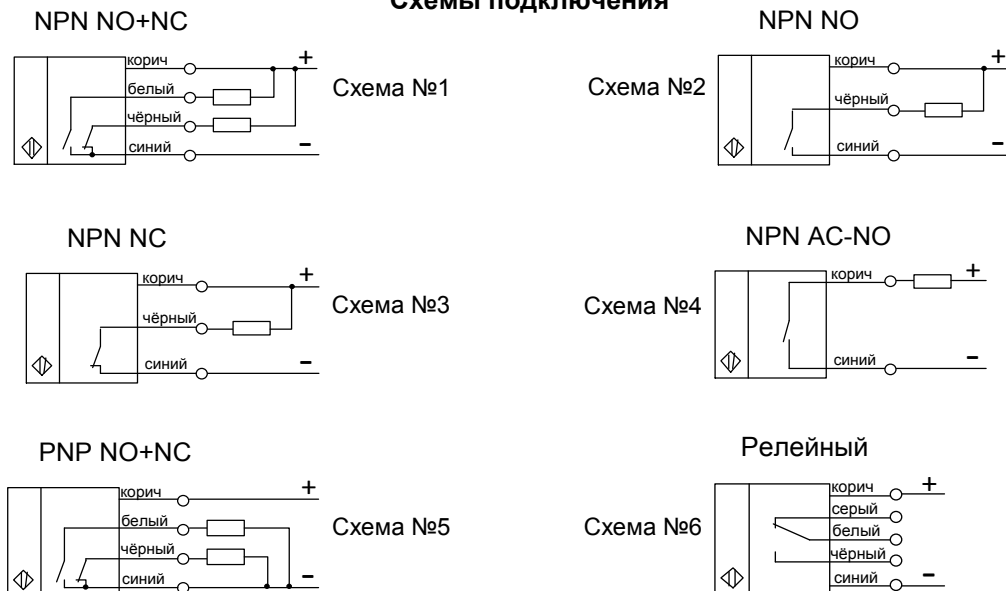 Схемы подключения
NPN NO+NC
корич
+
белый
чёрный
синий
-
Схема №1
NPN NO
корич
+
чёрный
синий
-
Схема №2
NPN NC
корич
+
чёрный
синий
-
Схема №3
NPN AC-NO
корич
+
синий
-
Схема №4
PNP NO+NC
корич
+
белый
чёрный
синий
-
Схема №5
Релейный
корич
+
серый
белый
чёрный
синий
-
Схема №6